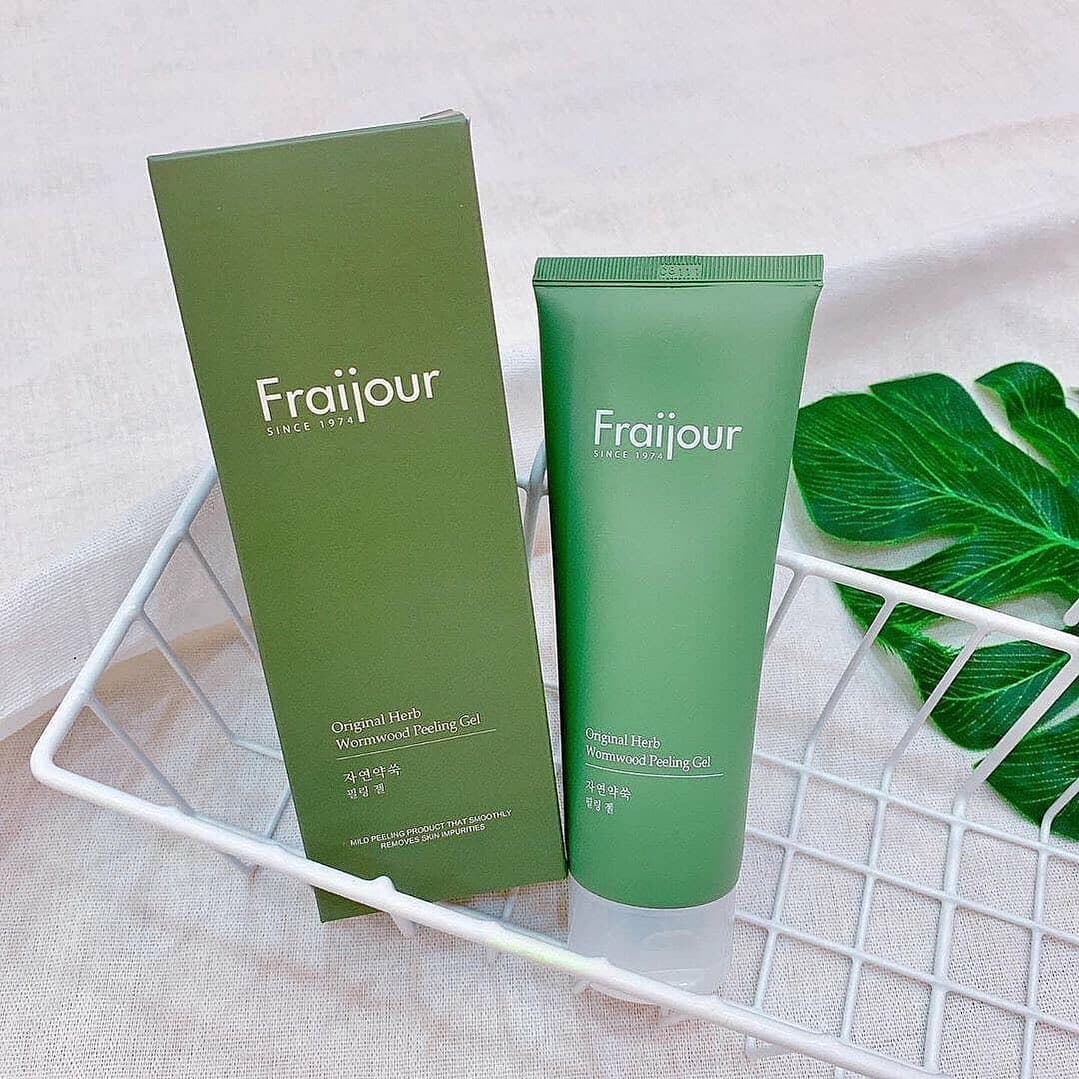 Fraijour
SINCE 1974
Original Herb
Wormwood Peeling Gel
자연약쑥
필링 젤
MILD PEELING PRODUCT THAT SMOOTHLY
REMOVES SKIN IMPURITIES
Fraijour
SINCE 1974
Original Herb
Wormwood Peeling Gel
자연약쑥
필링 젤